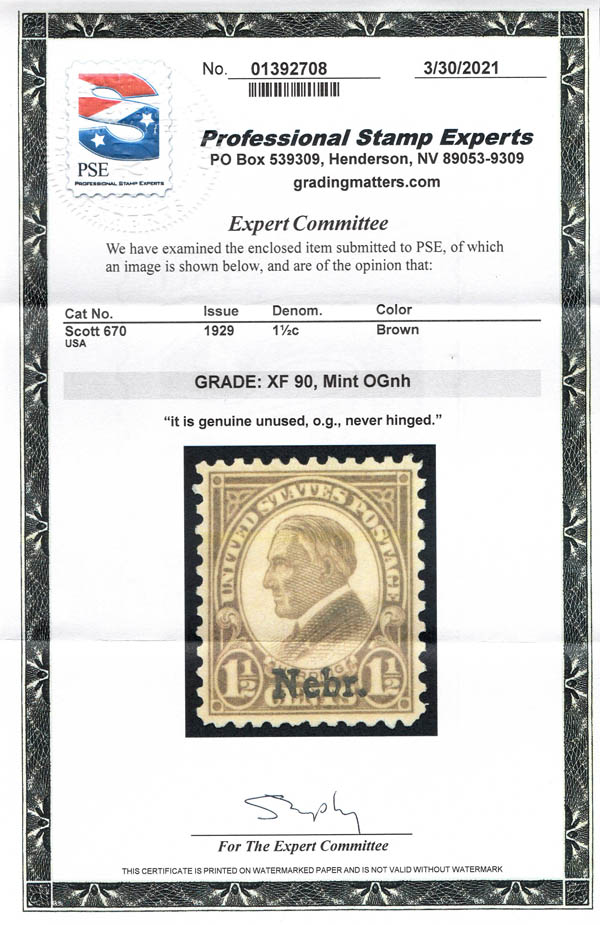 No. 01392708 3/30/2021
PSE
PROFESSIONAL STAMP EXPERTS
Professional Stamp Experts
PO Box 539309, Henderson, NV 89053-9309
gradingmatters.com
Expert Committee
We have examined the enclosed item submitted to PSE, of which
an image is shown below, and are of the opinion that:
Cat No. Issue Denom. Color
Scott 670 1929 1½c Brown
USA
GRADE: XF 90, Mint OGnh
“it is genuine unused, o.g., never hinged.”
UNITED STATES POSTAGE
1½ Nebr. 1½
For The Expert Committee
THIS CERTIFICATE IS PRINTED ON WATERMARKED PAPER AND IS NOT VALID WITHOUT WATERMARK